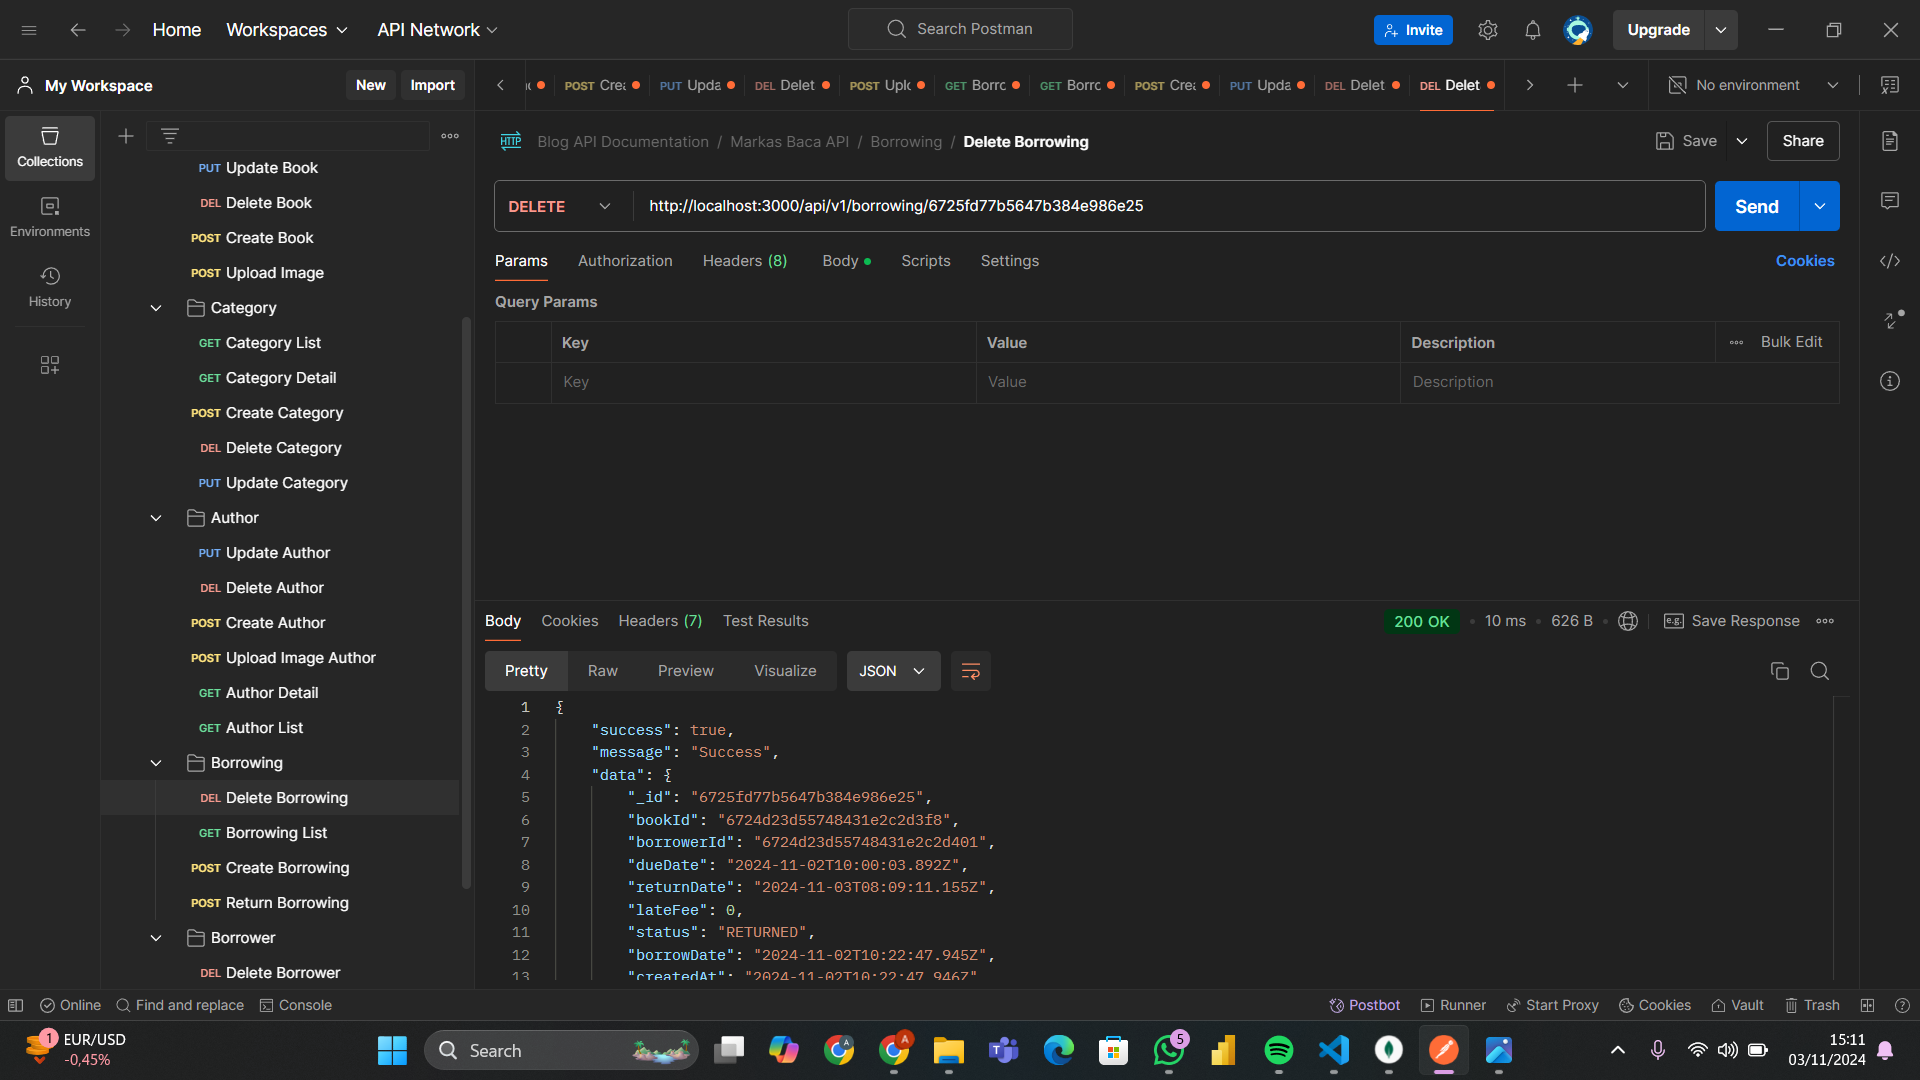 Home
Workspaces
API Network
Search Postman
Invite
Upgrade
My Workspace
New
Import
POST Crea
PUT Upda
DEL Delet
POST Uplo
GET Borrc
GET Borrc
POST Crea
PUT Upda
DEL Delet
DEL Delet
No environment
Collections
Environments
History
PUT Update Book
DEL Delete Book
POST Create Book
POST Upload Image
Category
GET Category List
GET Category Detail
POST Create Category
DEL Delete Category
PUT Update Category
Author
PUT Update Author
DEL Delete Author
POST Create Author
POST Upload Image Author
GET Author Detail
GET Author List
Borrowing
DEL Delete Borrowing
GET Borrowing List
POST Create Borrowing
POST Return Borrowing
Borrower
DEL Delete Borrower
HTTP Blog API Documentation / Markas Baca API / Borrowing / Delete Borrowing
Save
Share
DELETE http://localhost:3000/api/v1/borrowing/6725fd77b5647b384e986e25
Send
Params Authorization Headers (8) Body Scripts Settings
Cookies
Query Params
Key Value Description Bulk Edit
Key Value Description
Body Cookies Headers (7) Test Results
200 OK 10 ms 626 B e.g. Save Response
Pretty Raw Preview Visualize JSON
1 {
2 "success": true,
3 "message": "Success",
4 "data": {
5 "_id": "6725fd77b5647b384e986e25",
6 "bookId": "6724d23d55748431e2c2d3f8",
7 "borrowerId": "6724d23d55748431e2c2d401",
8 "dueDate": "2024-11-02T10:00:03.892Z",
9 "returnDate": "2024-11-03T08:09:11.155Z",
10 "lateFee": 0,
11 "status": "RETURNED",
12 "borrowDate": "2024-11-02T10:22:47.945Z",
13 "createdAt": "2024-11-02T10:22:47.946Z"
Online Find and replace Console
Postbot Runner Start Proxy Cookies Vault Trash
1
EUR/USD
-0,45%
Search
A
A
T
5
15:11
03/11/2024